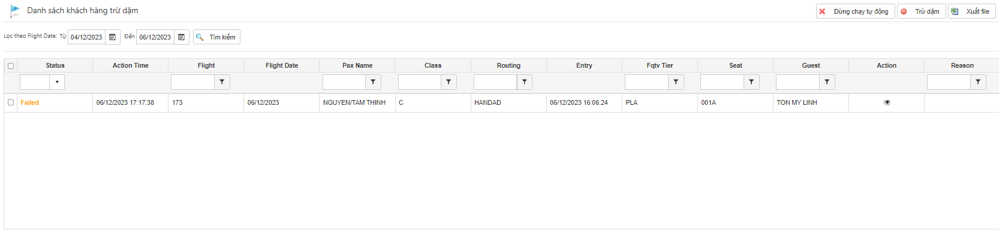 Danh sách khách hàng trừ dặm
Dừng chạy tự động Trừ dặm Xuất file
Lọc theo Flight Date: Từ 04/12/2023 Đến 06/12/2023 Tìm kiếm
Status Action Time Flight Flight Date Pax Name Class Routing Entry Fqtv Tier Seat Guest Action Reason
Failed 06/12/2023 17:17:38 173 06/12/2023 NGUYEN/TAM THINH C HANDAD 06/12/2023 16:06:24 PLA 001A TON MY LINH